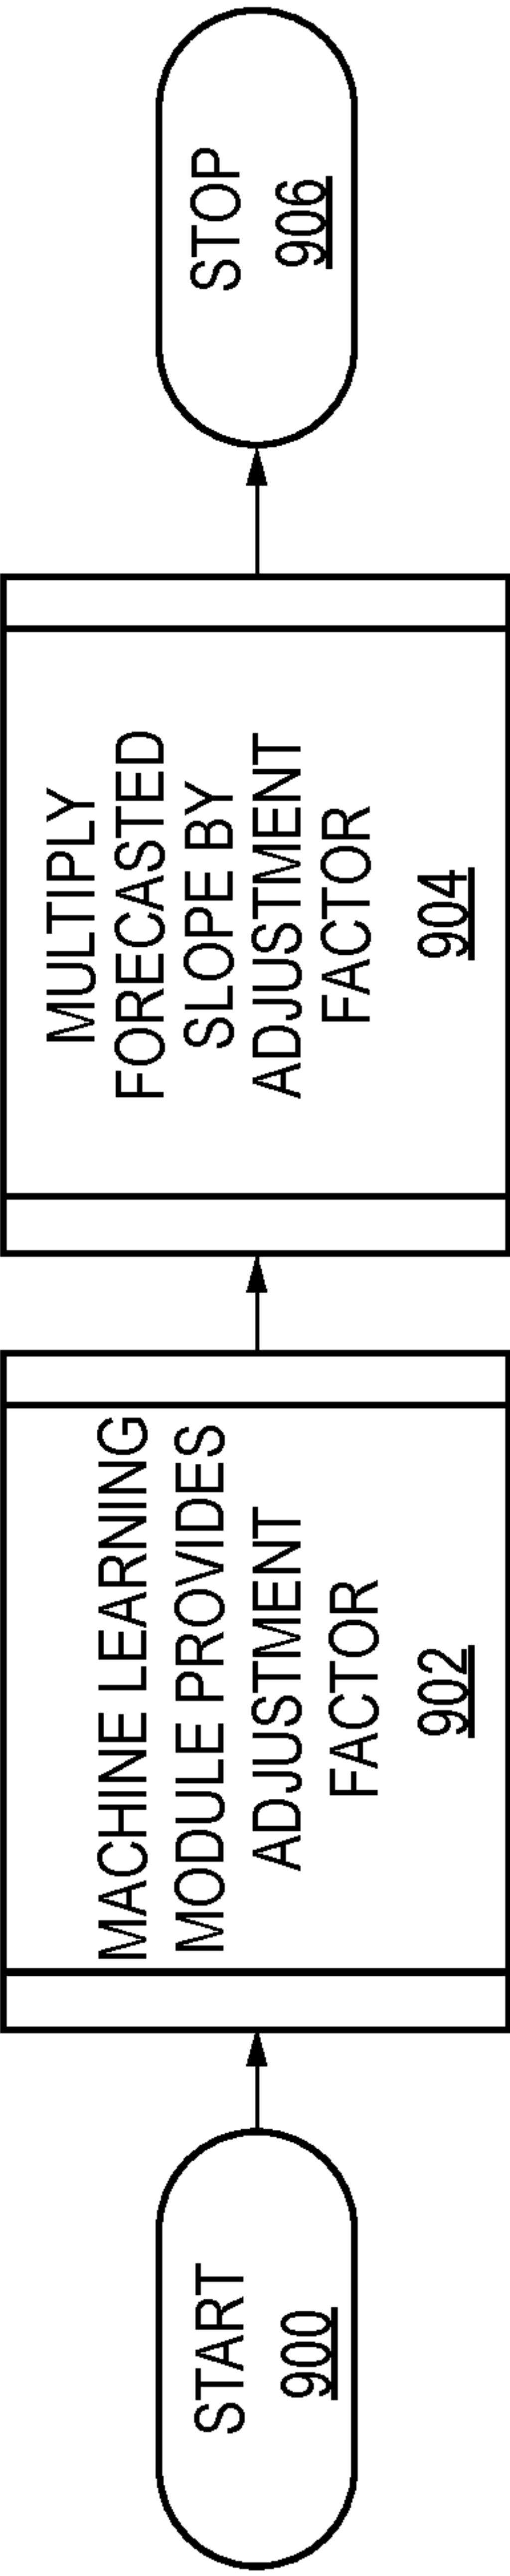 START
900
MACHINE LEARNING
MODULE PROVIDES
ADJUSTMENT
FACTOR
902
MULTIPLY
FORECASTED
SLOPE BY
ADJUSTMENT
FACTOR
904
STOP
906